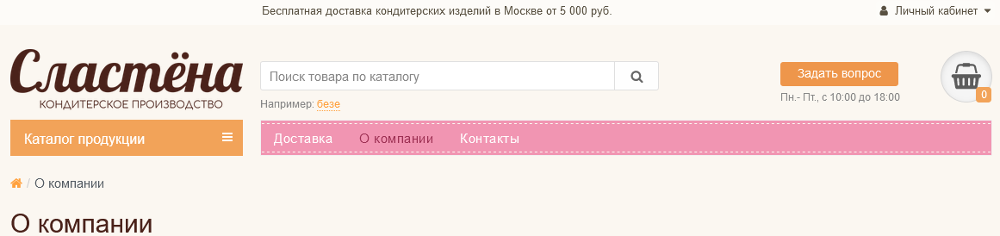 Бесплатная доставка кондитерских изделий в Москве от 5 000 руб.
Личный кабинет
Сластёна
КОНДИТЕРСКОЕ ПРОИЗВОДСТВО
Поиск товара по каталогу
Например: безе
Задать вопрос
Пн.- Пт., с 10:00 до 18:00
0
Каталог продукции
Доставка О компании Контакты
/ О компании
О компании